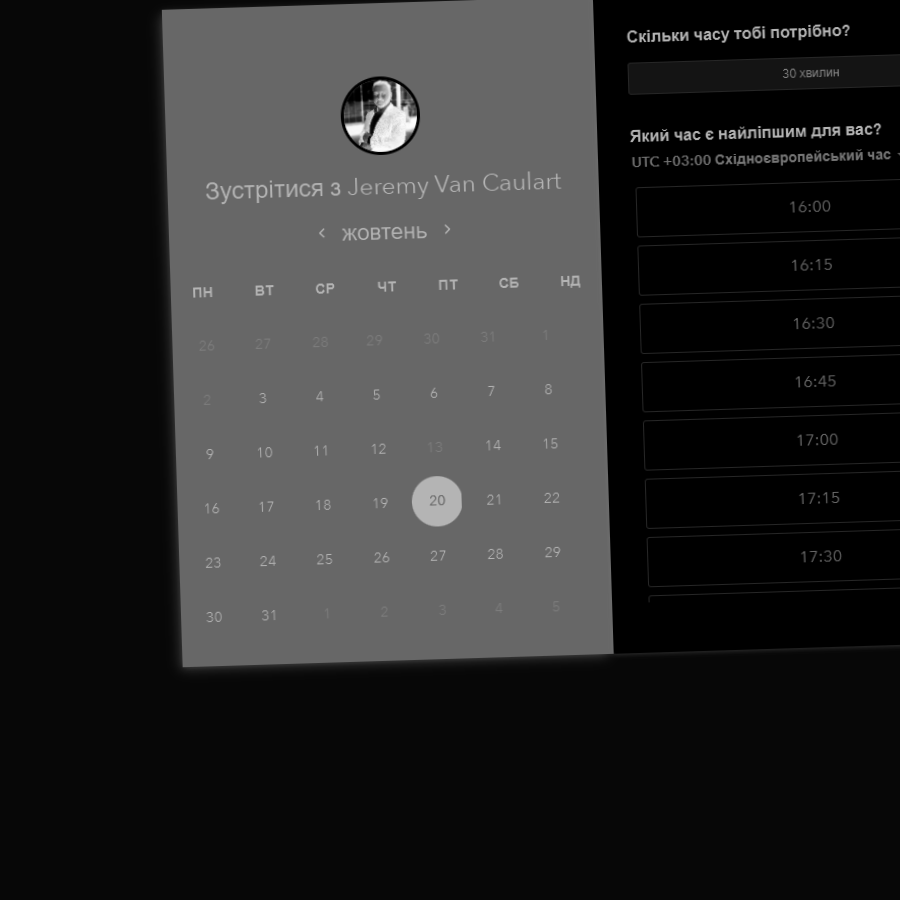 Зустрітися з Jeremy Van Caulart
жовтень
ПН ВТ СР ЧТ ПТ СБ НД
26 27 28 29 30 31 1
2 3 4 5 6 7 8
9 10 11 12 13 14 15
16 17 18 19 20 21 22
23 24 25 26 27 28 29
30 31 1 2 3 4 5
Скільки часу тобі потрібно?
30 хвилин
Який час є найліпшим для вас?
UTC +03:00 Східноєвропейський час
16:00
16:15
16:30
16:45
17:00
17:15
17:30